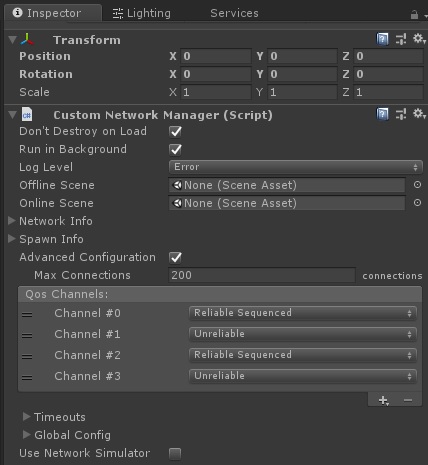 Inspector Lighting Services
Transform
Position X 0 Y 0 Z 0
Rotation X 0 Y 0 Z 0
Scale X 1 Y 1 Z 1
Custom Network Manager (Script)
Don't Destroy on Load
Run in Background
Log Level Error
Offline Scene None (Scene Asset)
Online Scene None (Scene Asset)
Network Info
Spawn Info
Advanced Configuration
Max Connections 200 connections
Qos Channels:
Channel #0 Reliable Sequenced
Channel #1 Unreliable
Channel #2 Reliable Sequenced
Channel #3 Unreliable
Timeouts
Global Config
Use Network Simulator